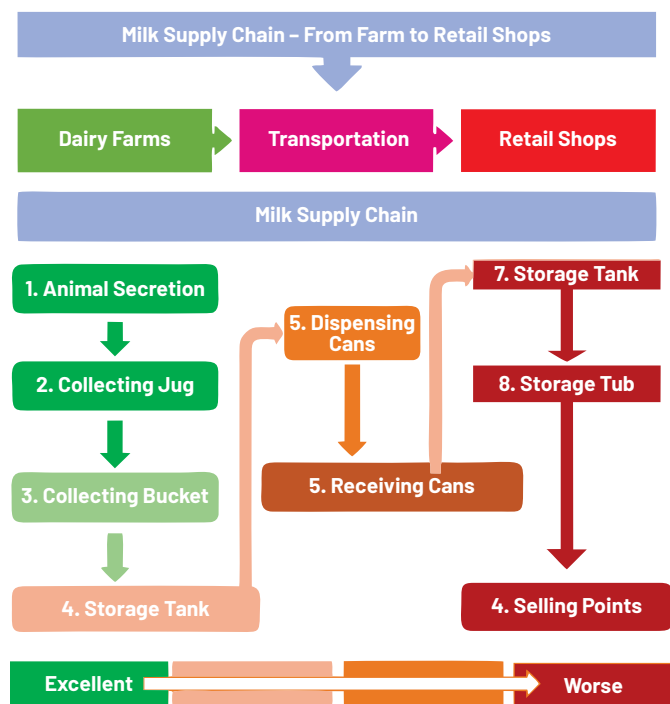 Milk Supply Chain – From Farm to Retail Shops
Dairy Farms
Transportation
Retail Shops
Milk Supply Chain
1. Animal Secretion
2. Collecting Jug
3. Collecting Bucket
4. Storage Tank
5. Dispensing
Cans
5. Receiving Cans
7. Storage Tank
8. Storage Tub
4. Selling Points
Excellent
Worse